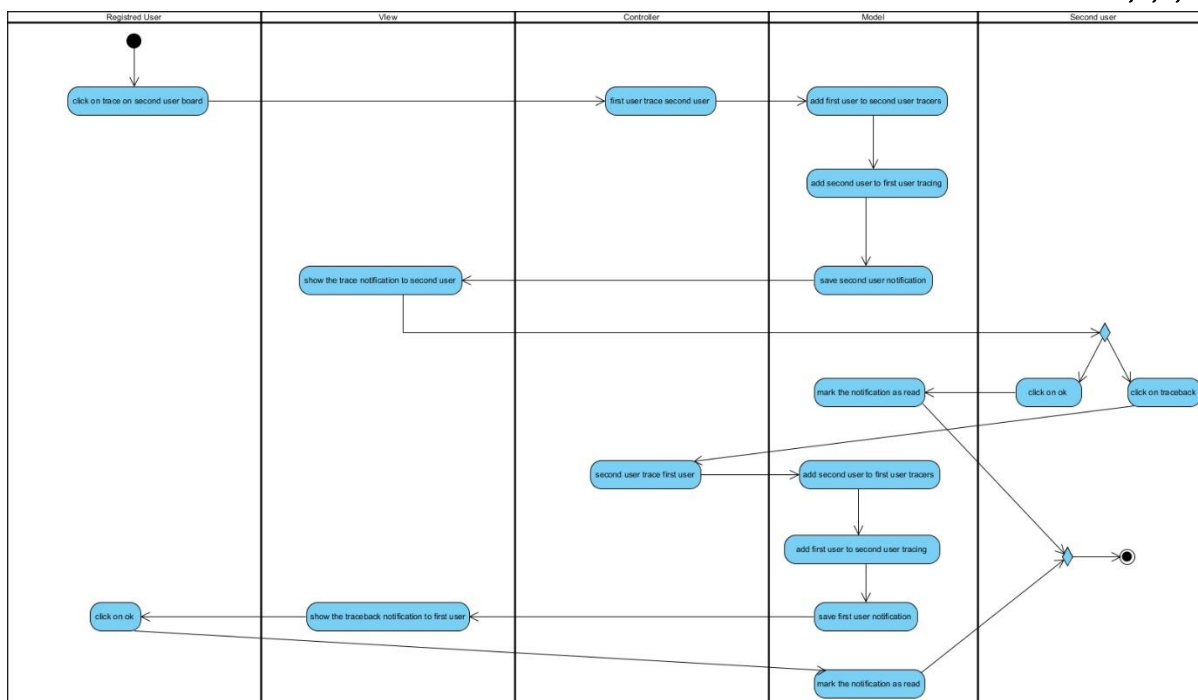 Registred User
View
Controller
Model
Second user
click on trace on second user board
first user trace second user
add first user to second user tracers
add second user to first user tracing
show the trace notification to second user
save second user notification
mark the notification as read
click on ok
click on traceback
second user trace first user
add second user to first user tracers
add first user to second user tracing
click on ok
show the traceback notification to first user
save first user notification
mark the notification as read